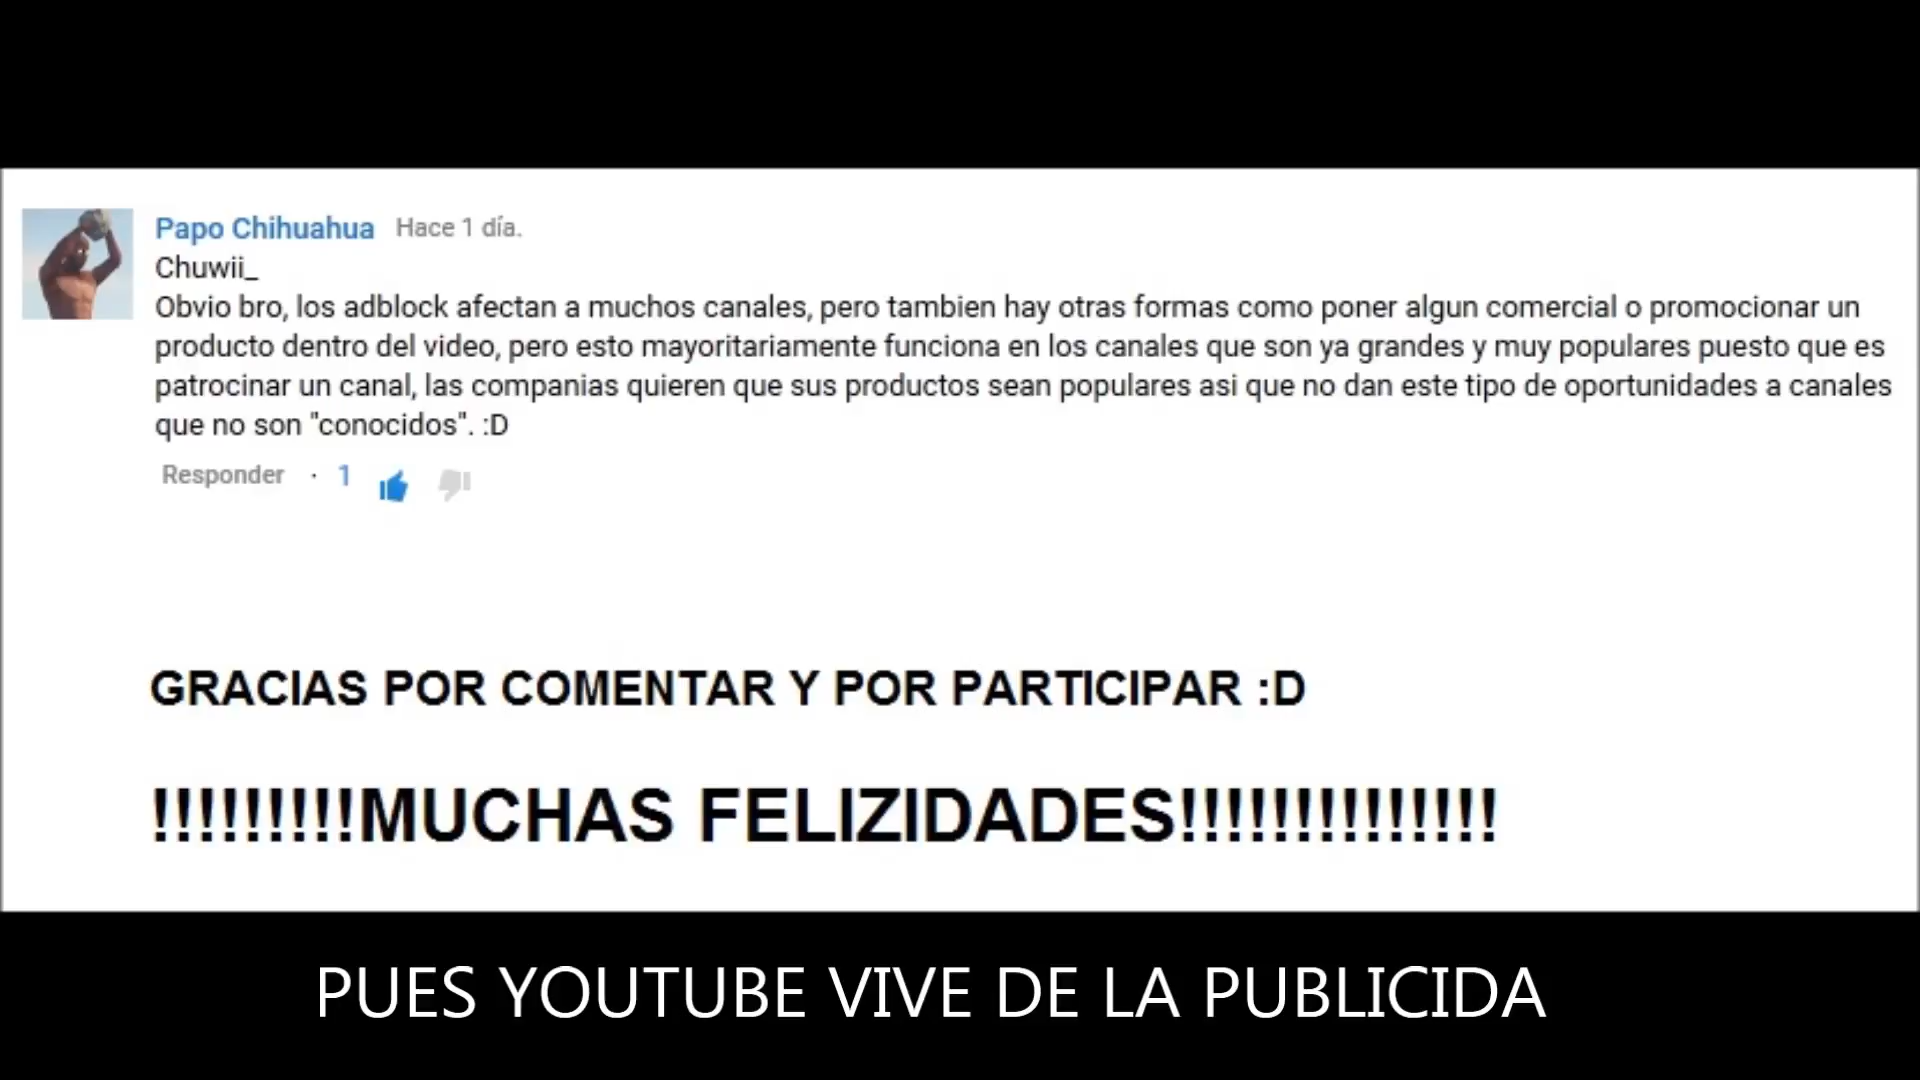 Papo Chihuahua Hace 1 día.
Chuwii_
Obvio bro, los adblock afectan a muchos canales, pero tambien hay otras formas como poner algun comercial o promocionar un
producto dentro del video, pero esto mayoritariamente funciona en los canales que son ya grandes y muy populares puesto que es
patrocinar un canal, las companias quieren que sus productos sean populares asi que no dan este tipo de oportunidades a canales
que no son "conocidos". :D
Responder · 1
GRACIAS POR COMENTAR Y POR PARTICIPAR :D
!!!!!!!!!MUCHAS FELIZIDADES!!!!!!!!!!!!!!
PUES YOUTUBE VIVE DE LA PUBLICIDA